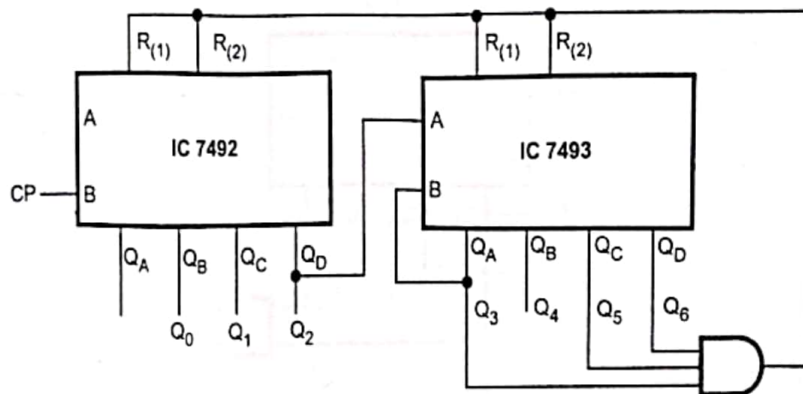 R(1) R(2) R(1) R(2)
A IC 7492 A IC 7493
CP B B
QA QB QC QD QA QB QC QD
Q0 Q1 Q2 Q3 Q4 Q5 Q6